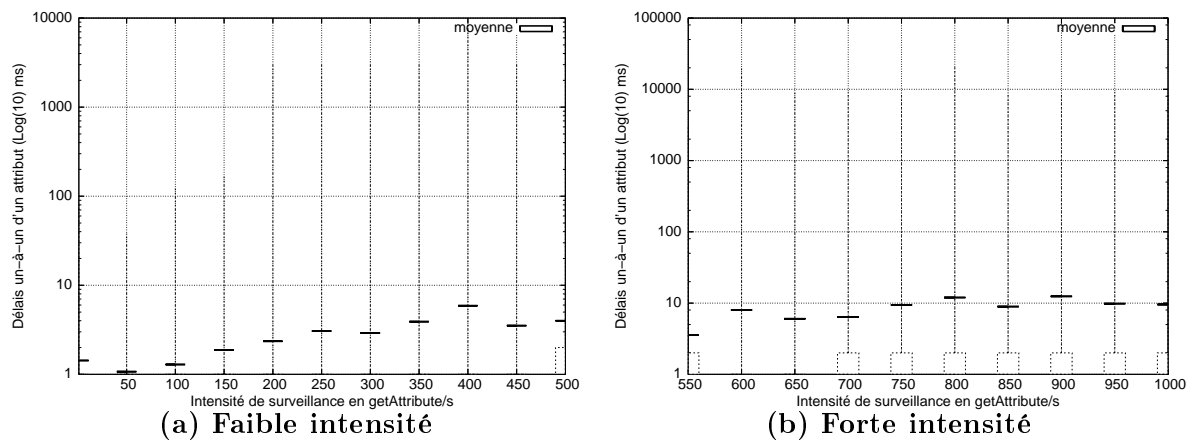 10000
1000
100
10
1
Délais un-à-un d'un attribut (Log(10) ms)
moyenne
50 100 150 200 250 300 350 400 450 500
Intensité de surveillance en getAttribute/s
(a) Faible intensité
100000
10000
1000
100
10
1
Délais un-à-un d'un attribut (Log(10) ms)
moyenne
550 600 650 700 750 800 850 900 950 1000
Intensité de surveillance en getAttribute/s
(b) Forte intensité